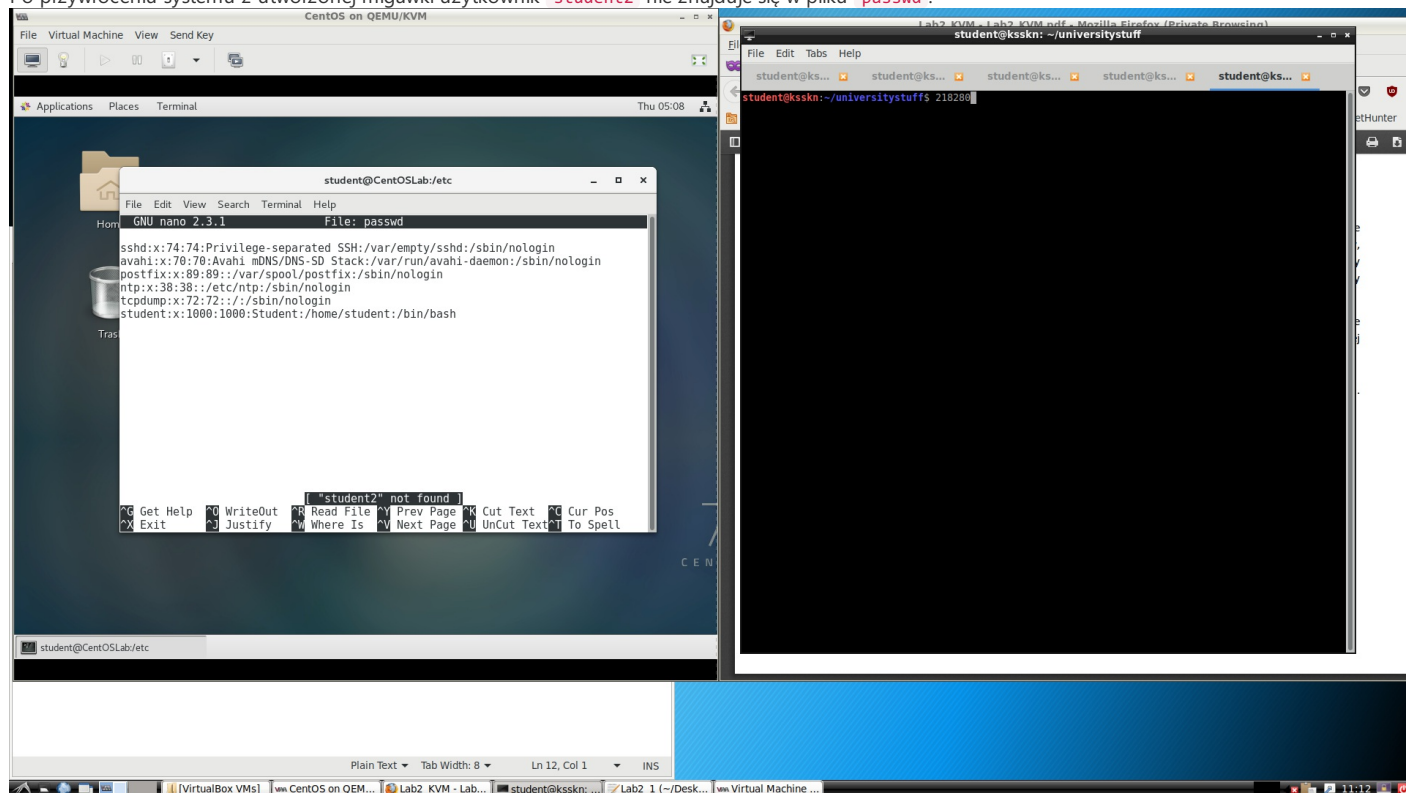 Po przywróceniu systemu z utworzonej migawki użytkownik "student2" nie znajduje się w pliku "passwd".
CentOS on QEMU/KVM
File Virtual Machine View Send Key
Applications Places Terminal
Thu 05:08
Home
Trash
student@CentOSLab:/etc
File Edit View Search Terminal Help
GNU nano 2.3.1 File: passwd
sshd:x:74:74:Privilege-separated SSH:/var/empty/sshd:/sbin/nologin
avahi:x:70:70:Avahi mDNS/DNS-SD Stack:/var/run/avahi-daemon:/sbin/nologin
postfix:x:89:89::/var/spool/postfix:/sbin/nologin
ntp:x:38:38::/etc/ntp:/sbin/nologin
tcpdump:x:72:72::/:/sbin/nologin
student:x:1000:1000:Student:/home/student:/bin/bash
[ "student2" not found ]
^G Get Help ^O WriteOut ^R Read File ^Y Prev Page ^K Cut Text ^C Cur Pos
^X Exit ^J Justify ^W Where Is ^V Next Page ^U UnCut Text ^T To Spell
7
CEN
student@CentOSLab:/etc
Plain Text Tab Width: 8 Ln 12, Col 1 INS
Lab2_KVM - Lab2_KVM.pdf - Mozilla Firefox (Private Browsing)
student@ksskn: ~/universitystuff
Fil
File Edit Tabs Help
student@ks... student@ks... student@ks... student@ks... student@ks...
student@ksskn:~/universitystuff$ 218280
etHunter
[VirtualBox VMs] CentOS on QEM... Lab2_KVM - Lab... student@ksskn: ... Lab2_1 (~/Desk... Virtual Machine ... 11:12